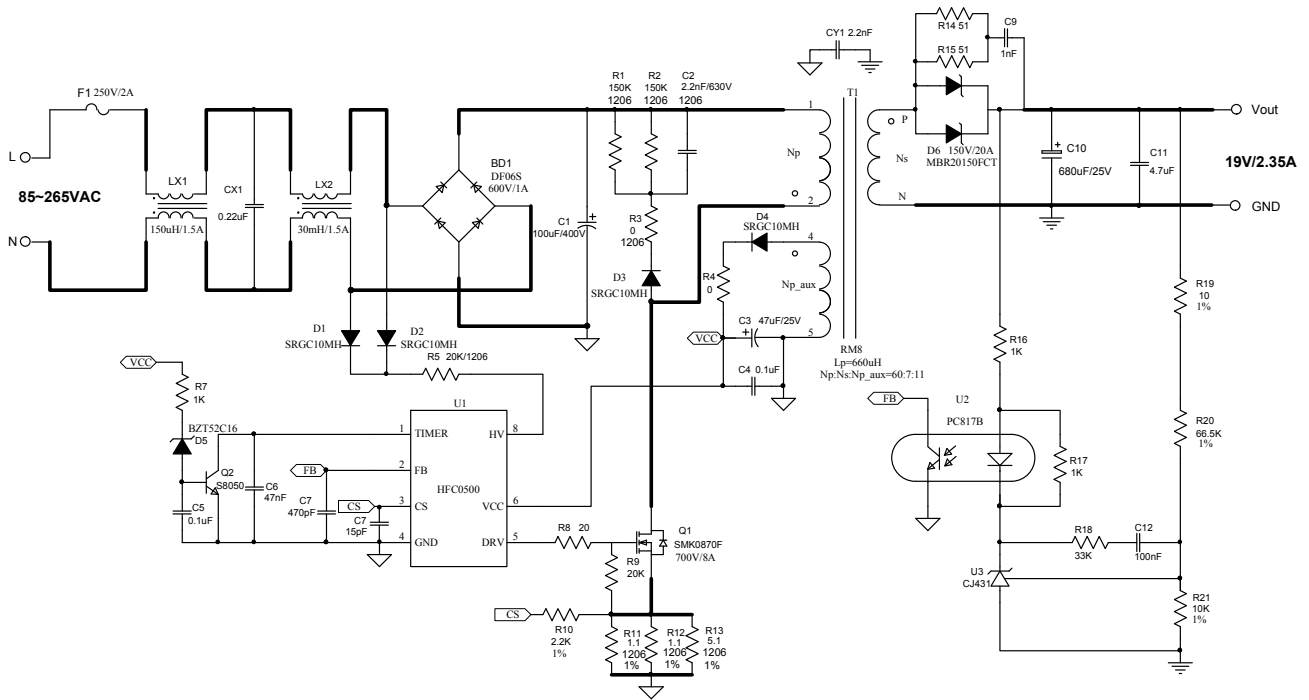 F1 250V/2A
L
85~265VAC
N
LX1
150uH/1.5A
CX1
0.22uF
LX2
30mH/1.5A
BD1
DF06S
600V/1A
C1
100uF/400V
R1
150K
1206
R2
150K
1206
C2
2.2nF/630V
1206
R3
0
1206
D3
SRGC10MH
CY1 2.2nF
T1
1
Np
2
4
Np_aux
5
P
Ns
N
RM8
Lp=660uH
Np:Ns:Np_aux=60:7:11
D4
SRGC10MH
R4
0
VCC
C3 47uF/25V
C4 0.1uF
R14 51
R15 51
C9
1nF
D6 150V/20A
MBR20150FCT
C10
680uF/25V
C11
4.7uF
Vout
19V/2.35A
GND
D1
SRGC10MH
D2
SRGC10MH
R5 20K/1206
VCC
R7
1K
BZT52C16
D5
Q2
S8050
C5
0.1uF
C6
47nF
FB
CS
C7
470pF
C7
15pF
U1
1 TIMER
2 FB
3 CS
4 GND
HFC0500
HV 8
VCC 6
DRV 5
R8 20
R9
20K
Q1
SMK0870F
700V/8A
CS
R10
2.2K
1%
R11
1.1
1206
1%
R12
1.1
1206
1%
R13
5.1
1206
1%
R16
1K
FB
U2
PC817B
R17
1K
R18
33K
C12
100nF
U3
CJ431
R19
10
1%
R20
66.5K
1%
R21
10K
1%